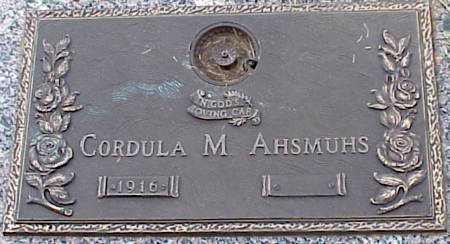 IN GOD'S
LOVING CARE
CORDULA M AHSMUHS
1916